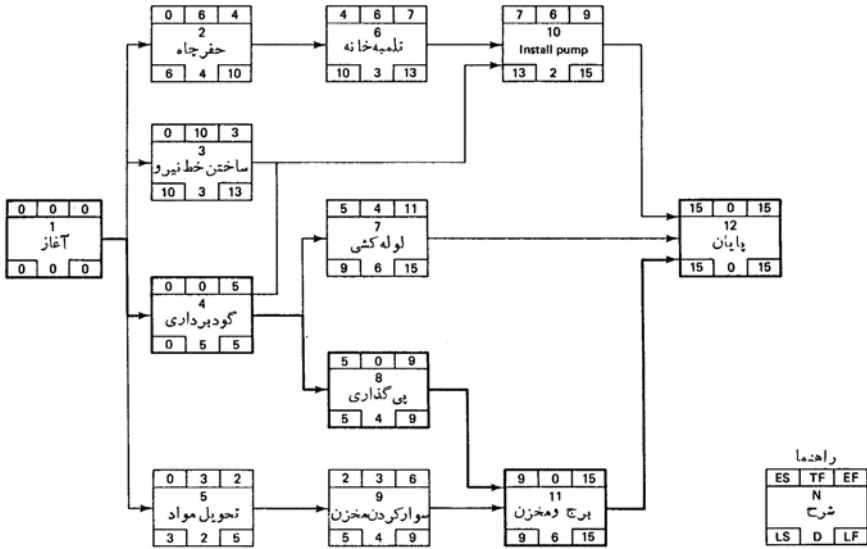 0 6 4
2
حفر چاه
6 4 10
4 6 7
6
تلمبه خانه
10 3 13
7 6 9
10
Install pump
13 2 15
0 10 3
3
ساختن خط نیرو
10 3 13
0 0 0
1
آغاز
0 0 0
5 4 11
7
لوله کشی
9 6 15
15 0 15
12
پایان
15 0 15
0 0 5
4
گودبرداری
0 5 5
5 0 9
8
پی گذاری
5 4 9
0 3 2
5
تحویل مواد
3 2 5
2 3 6
9
سوار کردن مخزن
5 4 9
9 0 15
11
برج و مخزن
9 6 15
راهنما
ES TF EF
N
شرح
LS D LF